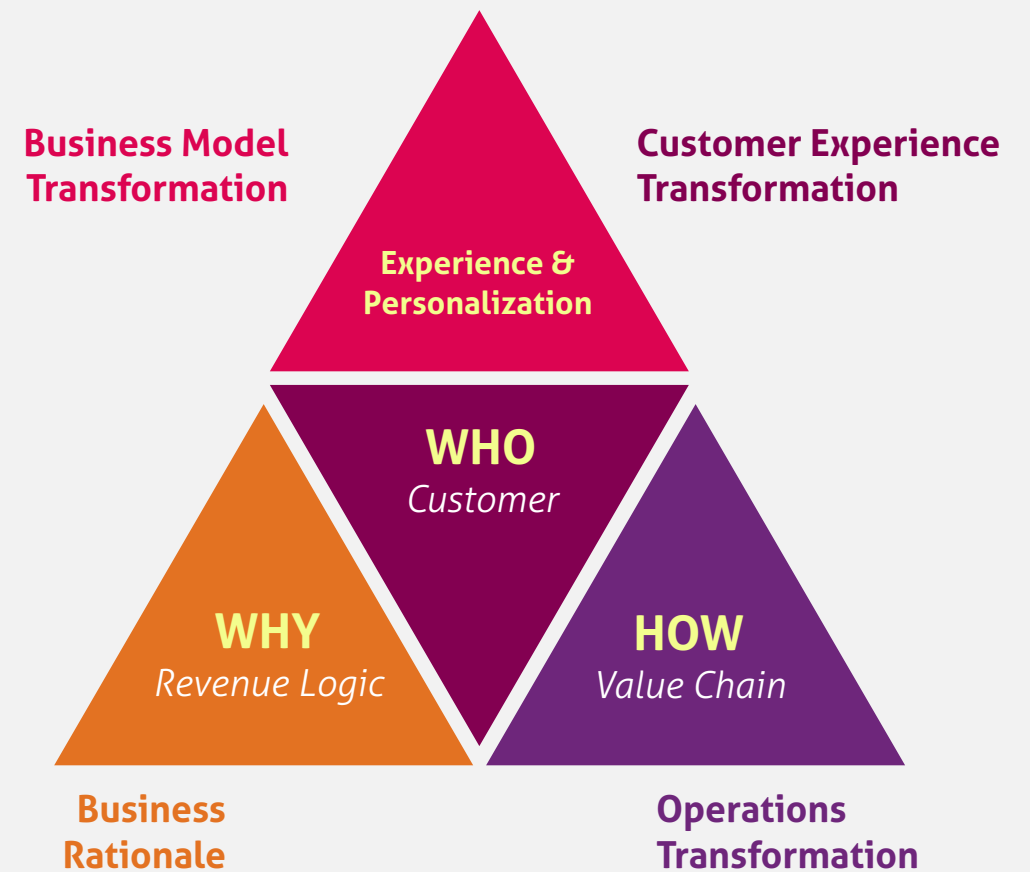 Business Model
Transformation
Customer Experience
Transformation
Experience &
Personalization
WHO
Customer
WHY
Revenue Logic
HOW
Value Chain
Business
Rationale
Operations
Transformation